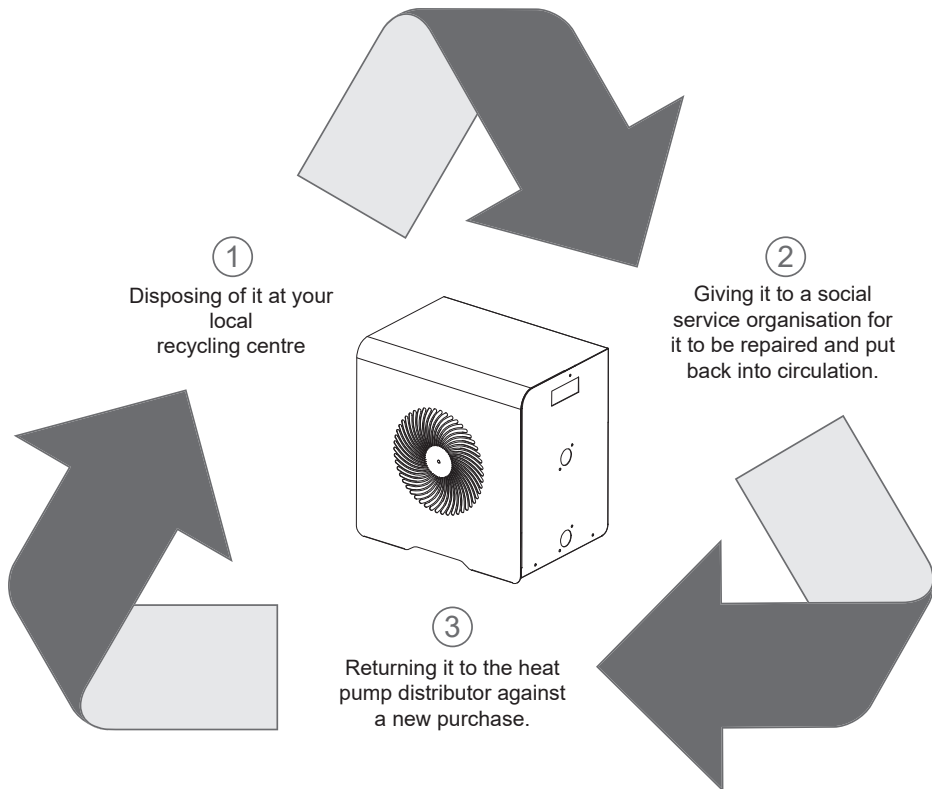 1
Disposing of it at your
local
recycling centre
2
Giving it to a social
service organisation for
it to be repaired and put
back into circulation.
3
Returning it to the heat
pump distributor against
a new purchase.